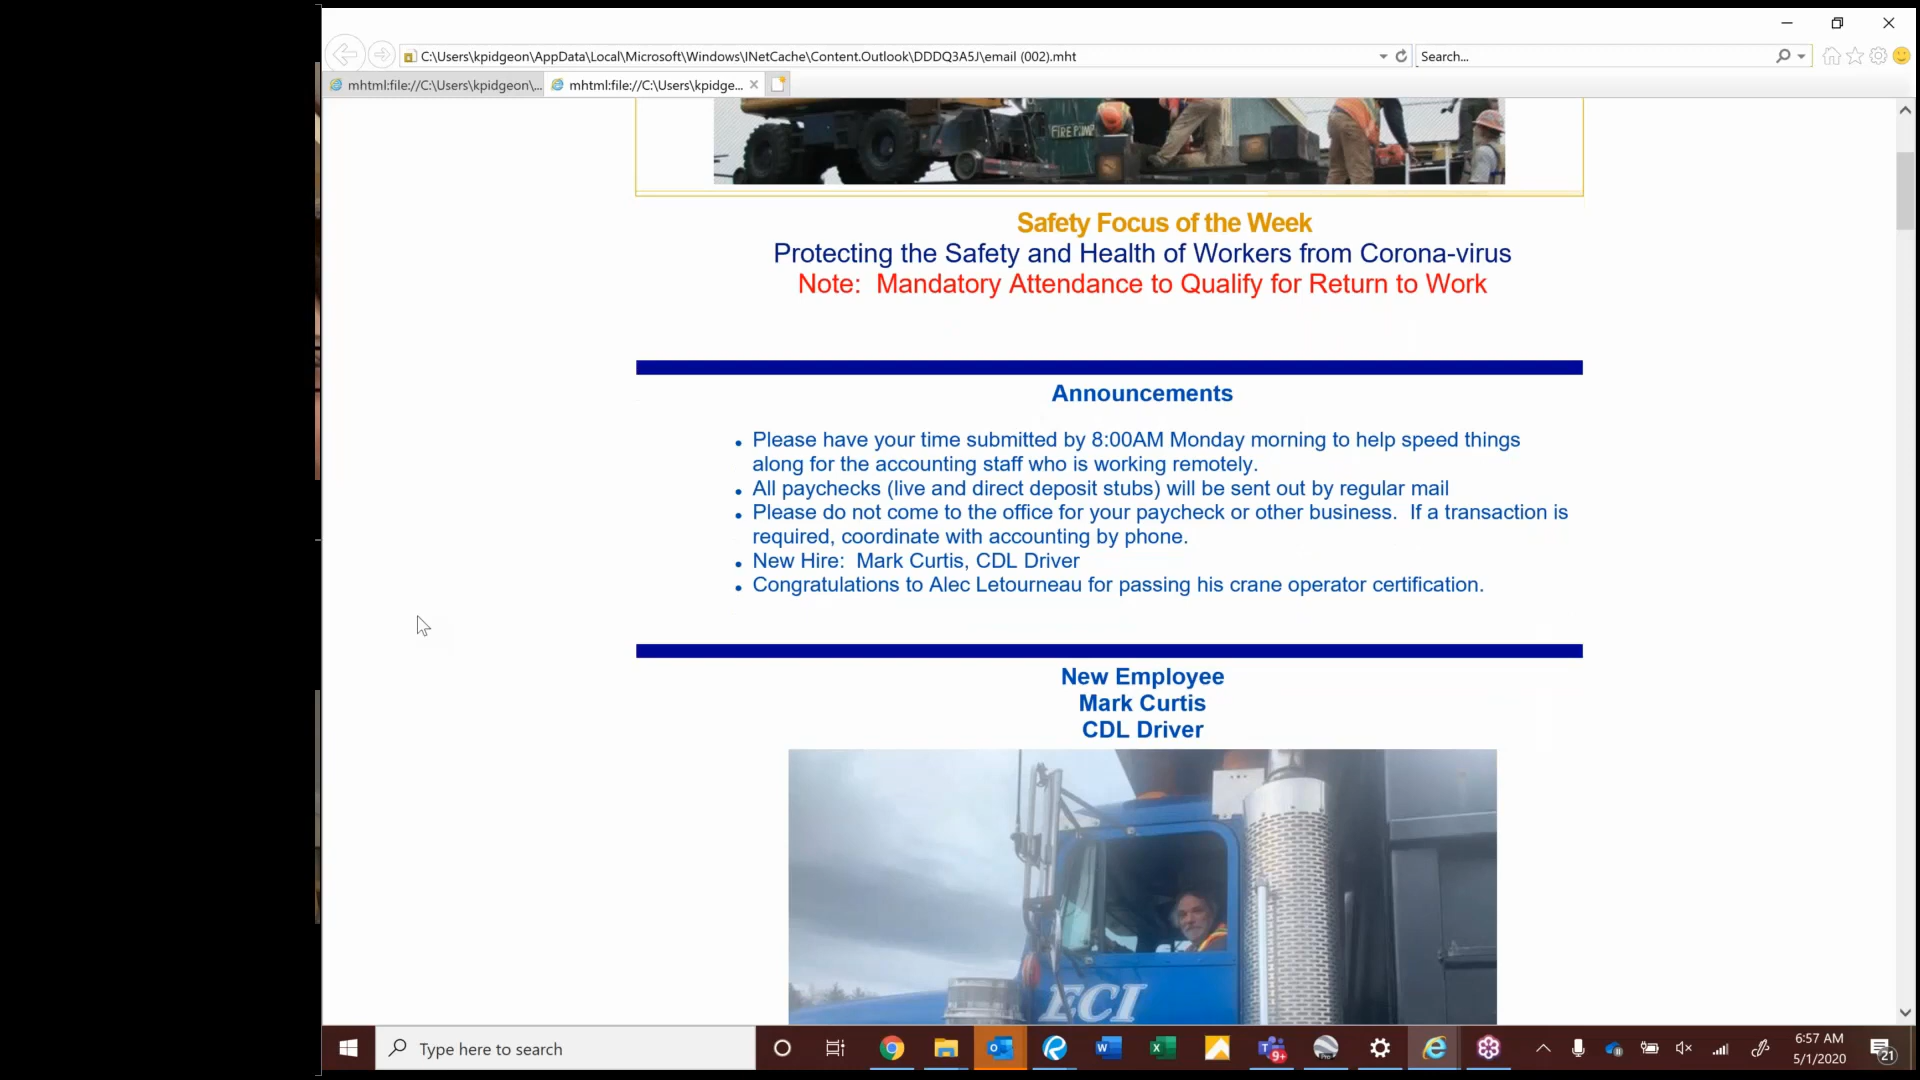 C:\Users\kpidgeon\AppData\Local\Microsoft\Windows\INetCache\Content.Outlook\DDDQ3A5J\email (002).mht
Search...
mhtml:file://C:\Users\kpidgeon\...
mhtml:file://C:\Users\kpidge...
FIRE PUMP
Safety Focus of the Week
Protecting the Safety and Health of Workers from Corona-virus
Note: Mandatory Attendance to Qualify for Return to Work
Announcements
• Please have your time submitted by 8:00AM Monday morning to help speed things
along for the accounting staff who is working remotely.
• All paychecks (live and direct deposit stubs) will be sent out by regular mail
• Please do not come to the office for your paycheck or other business. If a transaction is
required, coordinate with accounting by phone.
• New Hire: Mark Curtis, CDL Driver
• Congratulations to Alec Letourneau for passing his crane operator certification.
New Employee
Mark Curtis
CDL Driver
ECI
Type here to search
9+
6:57 AM
5/1/2020
21